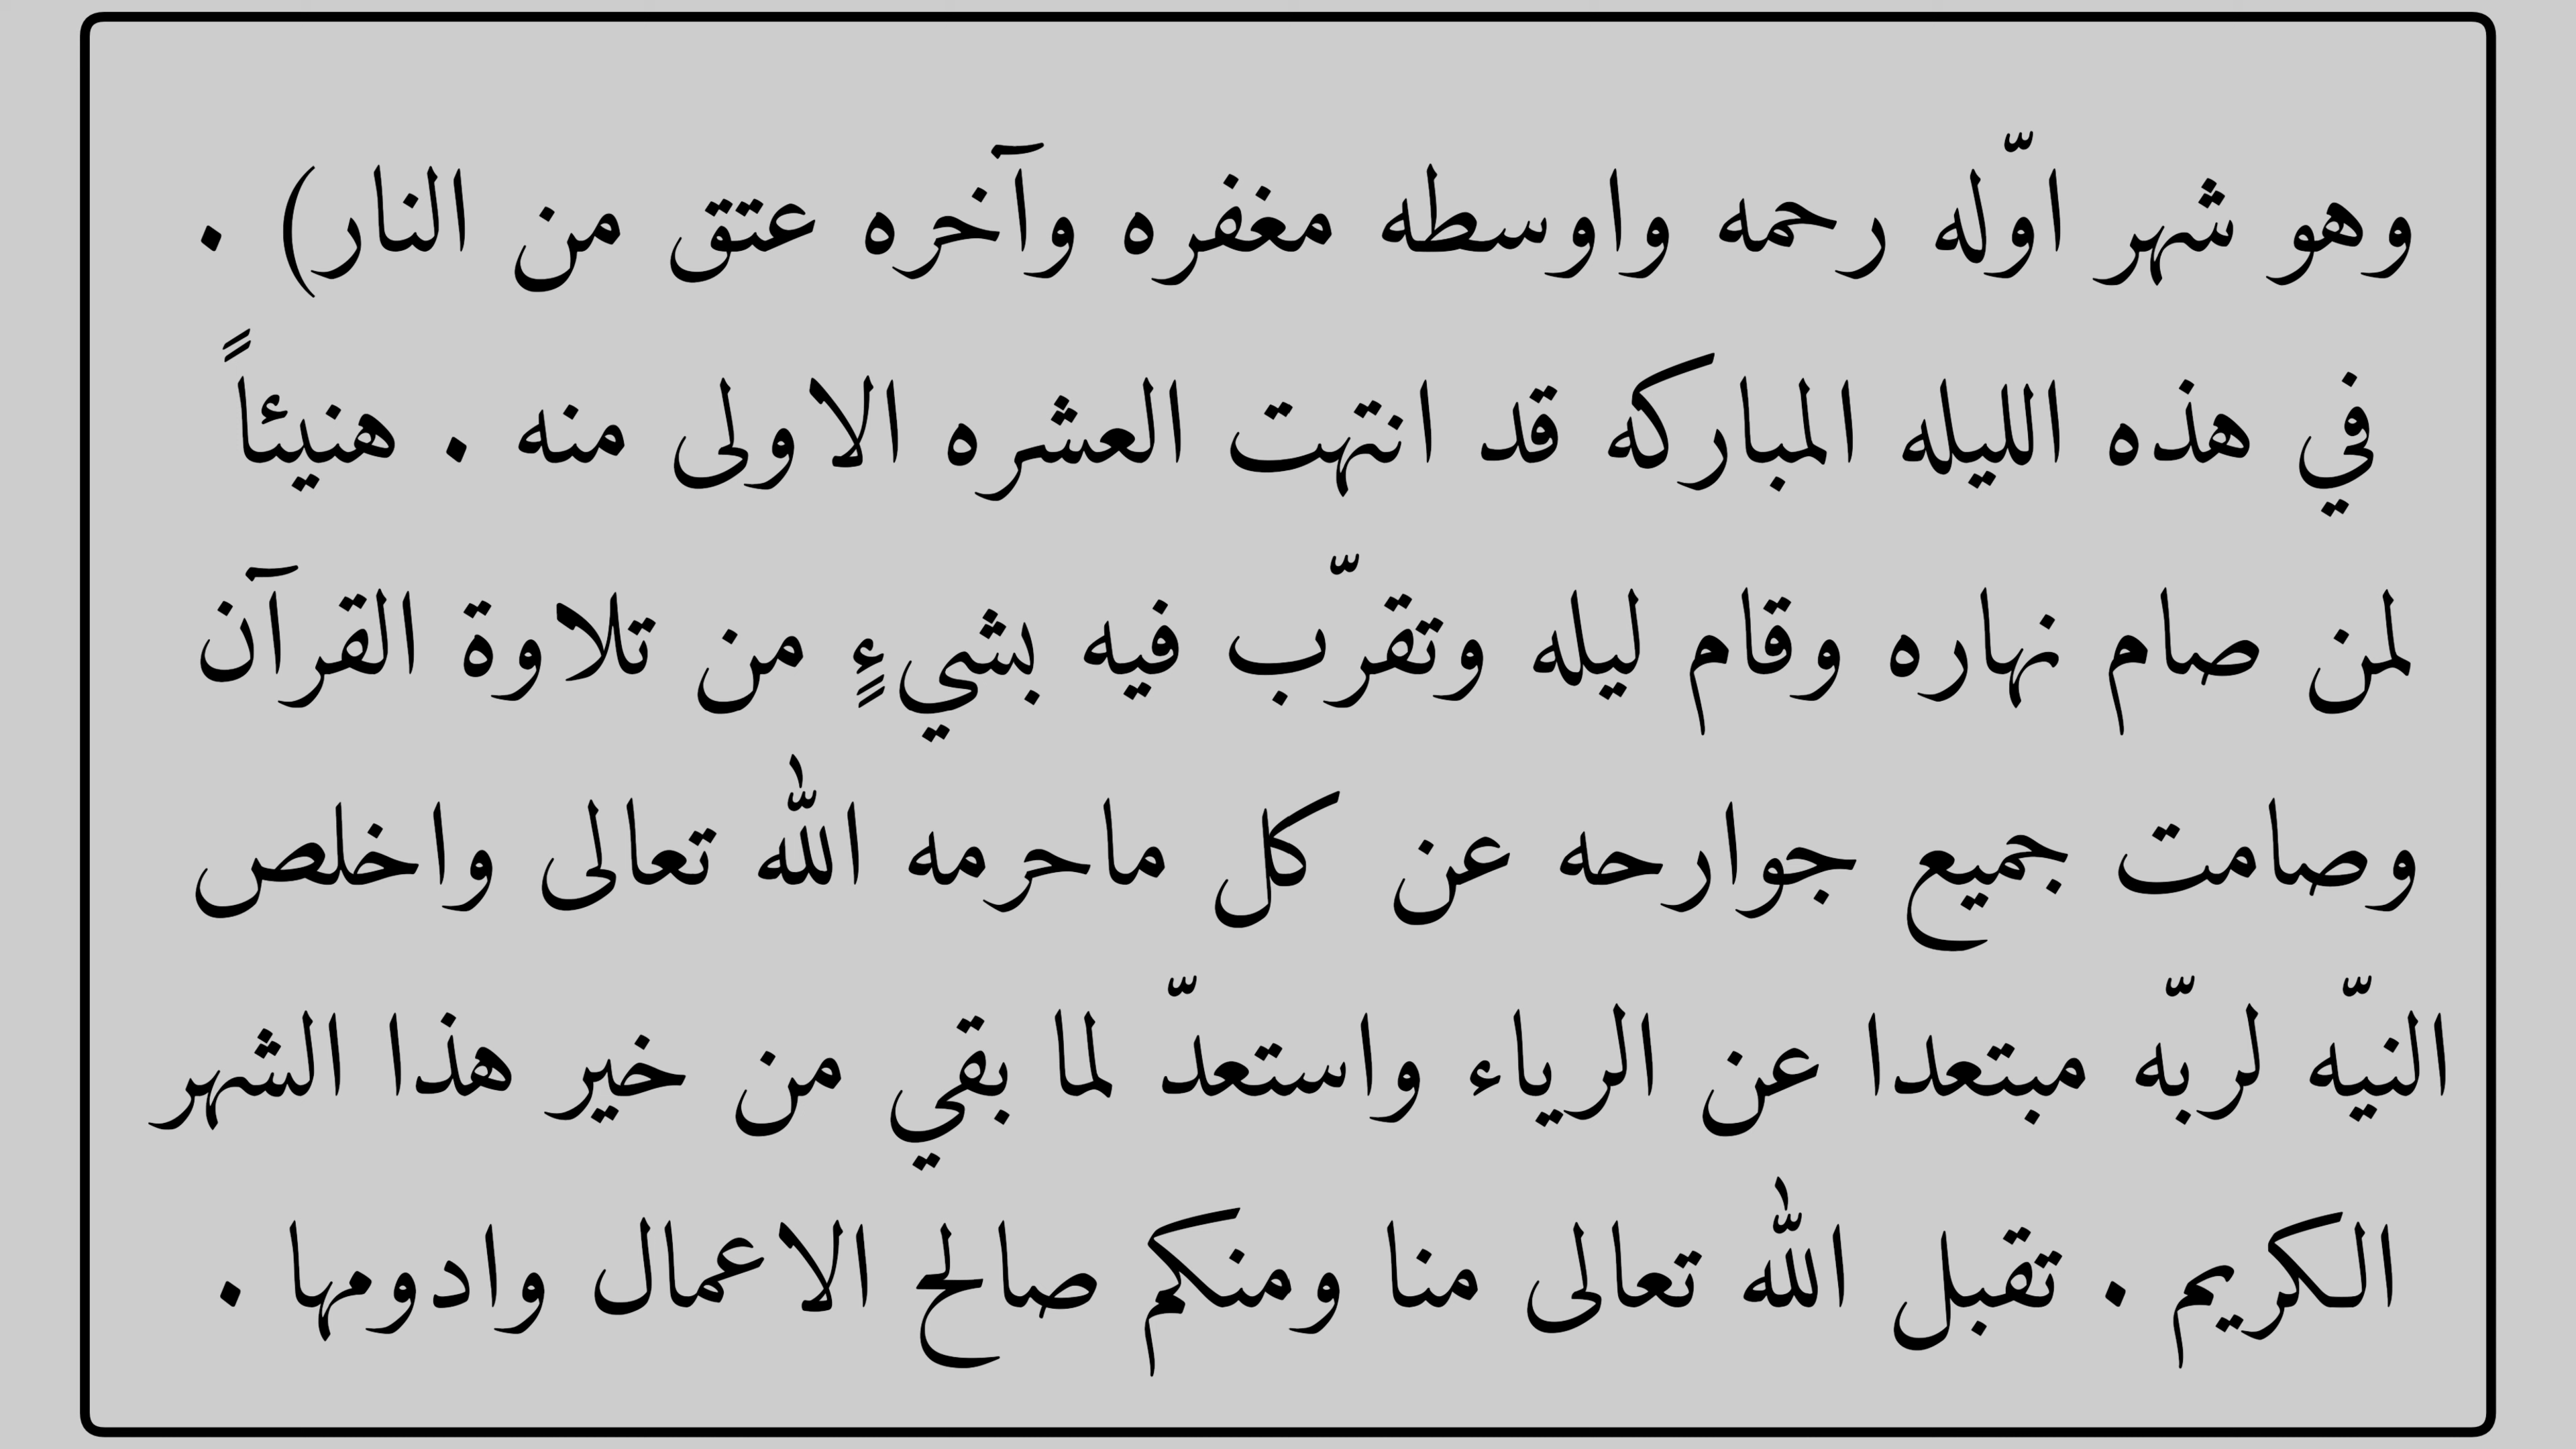 وهو شهر اوّله رحمه واوسطه مغفره وآخره عتق من النار) .
في هذه الليله المباركه قد انتهت العشره الاولى منه . هنيئاً
لمن صام نهاره وقام ليله وتقرّب فيه بشيءٍ من تلاوة القرآن
وصامت جميع جوارحه عن كل ماحرمه الله تعالى واخلص
النيّه لربّه مبتعدا عن الرياء واستعدّ لما بقي من خير هذا الشهر
الكريم . تقبل الله تعالى منا ومنكم صالح الاعمال وادومها .